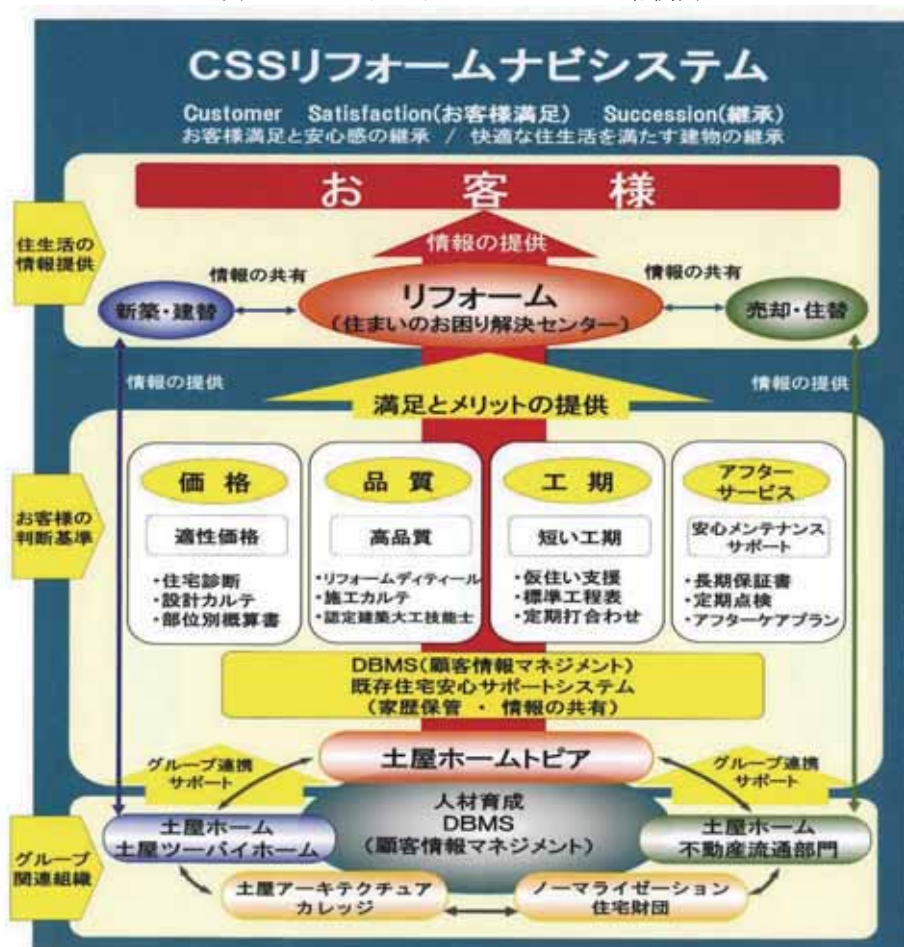 CSSリフォームナビシステム
Customer Satisfaction(お客様満足) Succession(継承)
お客様満足と安心感の継承 / 快適な住生活を満たす建物の継承
お客様
住生活の
情報提供
情報の提供
情報の共有
情報の共有
新築・建替
リフォーム
(住まいのお困り解決センター)
売却・住替
情報の提供
情報の提供
満足とメリットの提供
お客様の
判断基準
価格
適性価格
・住宅診断
・設計カルテ
・部位別概算書
品質
高品質
・リフォームディティール
・施工カルテ
・認定建築大工技能士
工期
短い工期
・仮住い支援
・標準工程表
・定期打合わせ
アフター
サービス
安心メンテナンス
サポート
・長期保証書
・定期点検
・アフターケアプラン
DBMS(顧客情報マネジメント)
既存住宅安心サポートシステム
(家歴保管 ・ 情報の共有)
グループ連携
サポート
土屋ホームトピア
グループ連携
サポート
グループ
関連組織
土屋ホーム
土屋ツーバイホーム
人材育成
DBMS
(顧客情報マネジメント)
土屋ホーム
不動産流通部門
土屋アーキテクチュア
カレッジ
ノーマライゼーション
住宅財団